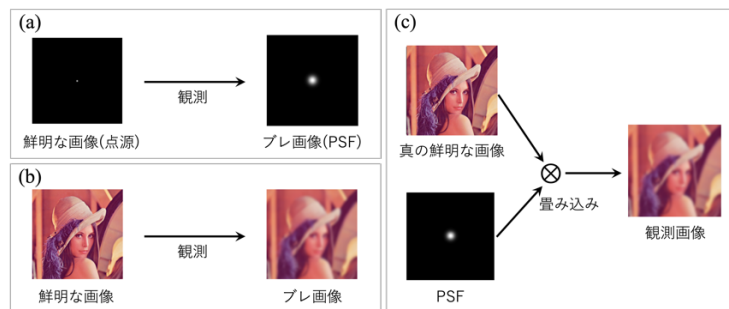 (a)
観測
鮮明な画像(点源)
ブレ画像(PSF)
(b)
観測
鮮明な画像
ブレ画像
(c)
真の鮮明な画像
畳み込み
観測画像
PSF